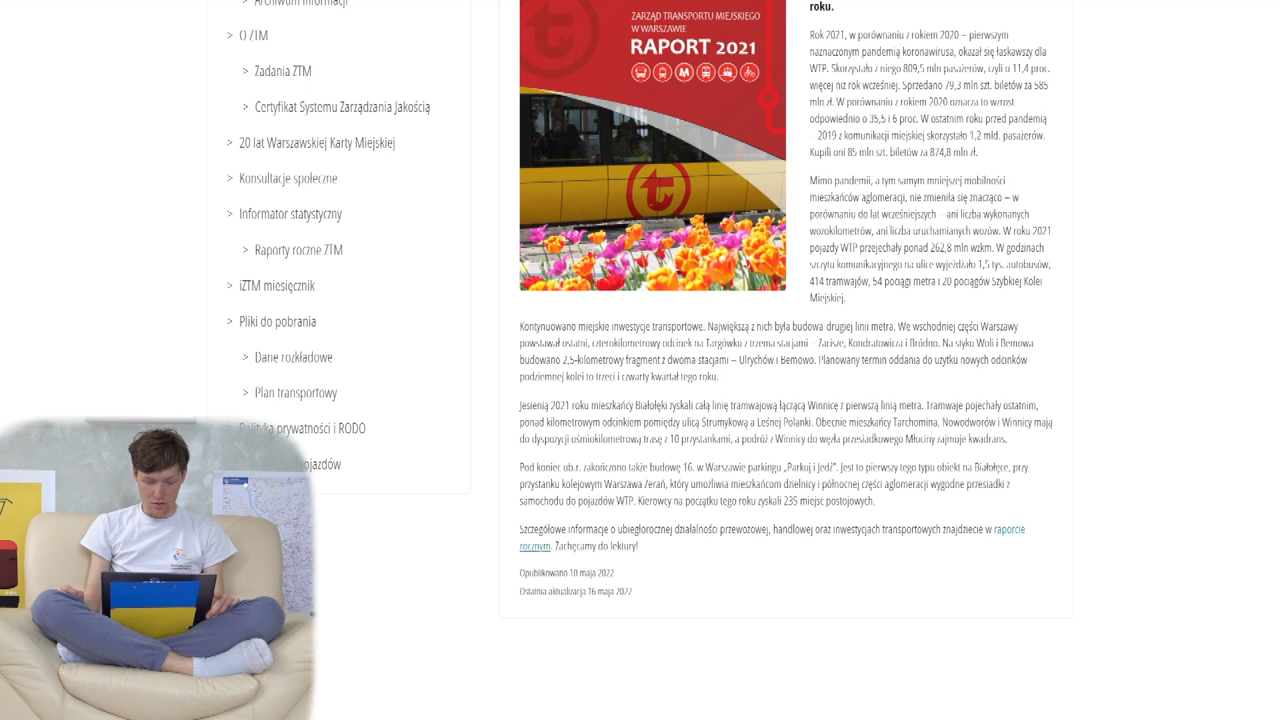 Archiwum informacji
> O ZTM
> Zadania ZTM
> Certyfikat Systemu Zarządzania Jakością
> 20 lat Warszawskiej Karty Miejskiej
> Konsultacje społeczne
> Informator statystyczny
> Raporty roczne ZTM
> iZTM miesięcznik
> Pliki do pobrania
> Dane rozkładowe
> Plan transportowy
Polityka prywatności i RODO
ojazdów
ZARZĄD TRANSPORTU MIEJSKIEGO
W WARSZAWIE
RAPORT 2021
roku.
Rok 2021, w porównaniu z rokiem 2020 – pierwszym
naznaczonym pandemią koronawirusa, okazał się łaskawszy dla
WTP. Skorzystało z niego 809,5 mln pasażerów, czyli o 11,4 proc.
więcej niż rok wcześniej. Sprzedano 79,3 mln szt. biletów za 585
mln zł. W porównaniu z rokiem 2020 oznacza to wzrost
odpowiednio o 35,5 i 6 proc. W ostatnim roku przed pandemią
– 2019 z komunikacji miejskiej skorzystało 1,2 mld. pasażerów.
Kupili oni 85 mln szt. biletów za 874,8 mln zł.
Mimo pandemii, a tym samym mniejszej mobilności
mieszkańców aglomeracji, nie zmieniła się znacząco – w
porównaniu do lat wcześniejszych – ani liczba wykonanych
wozokilometrów, ani liczba uruchamianych wozów. W roku 2021
pojazdy WTP przejechały ponad 262,8 mln wzkm. W godzinach
szczytu komunikacyjnego na ulice wyjeżdżało 1,5 tys. autobusów,
414 tramwajów, 54 pociągi metra i 20 pociągów Szybkiej Kolei
Miejskiej.
Kontynuowano miejskie inwestycje transportowe. Największą z nich była budowa drugiej linii metra. We wschodniej części Warszawy
powstawał ostatni, czterokilometrowy odcinek na Targówku z trzema stacjami – Zacisze, Kondratowicza i Bródno. Na styku Woli i Bemowa
budowano 2,5-kilometrowy fragment z dwoma stacjami – Ulrychów i Bemowo. Planowany termin oddania do użytku nowych odcinków
podziemnej kolei to trzeci i czwarty kwartał tego roku.
Jesienią 2021 roku mieszkańcy Białołęki zyskali całą linię tramwajową łączącą Winnicę z pierwszą linią metra. Tramwaje pojechały ostatnim,
ponad kilometrowym odcinkiem pomiędzy ulicą Strumykową a Leśnej Polanki. Obecnie mieszkańcy Tarchomina, Nowodworów i Winnicy mają
do dyspozycji ośmiokilometrową trasę z 10 przystankami, a podróż z Winnicy do węzła przesiadkowego Młociny zajmuje kwadrans.
Pod koniec ub.r. zakończono także budowę 16. w Warszawie parkingu „Parkuj i Jedź”. Jest to pierwszy tego typu obiekt na Białołęce, przy
przystanku kolejowym Warszawa Żerań, który umożliwia mieszkańcom dzielnicy i północnej części aglomeracji wygodne przesiadki z
samochodu do pojazdów WTP. Kierowcy na początku tego roku zyskali 235 miejsc postojowych.
Szczegółowe informacje o ubiegłorocznej działalności przewozowej, handlowej oraz inwestycjach transportowych znajdziecie w raporcie
rocznym. Zachęcamy do lektury!
Opublikowano 10 maja 2022
Ostatnia aktualizacja 16 maja 2022